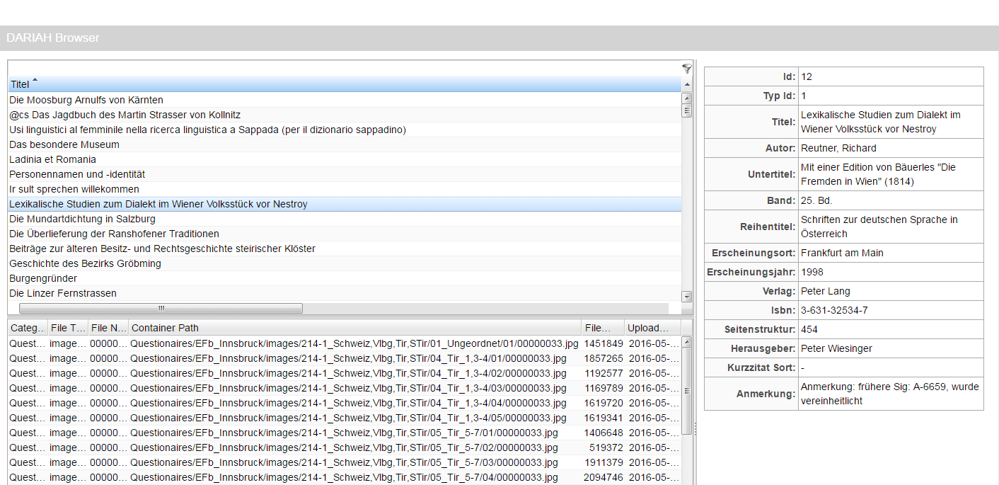 DARIAH Browser
Titel
Die Moosburg Arnulfs von Kärnten
@cs Das Jagdbuch des Martin Strasser von Kollnitz
Usi linguistici al femminile nella ricerca linguistica a Sappada (per il dizionario sappadino)
Das besondere Museum
Ladinia et Romania
Personennamen und -identität
Ir sult sprechen willekommen
Lexikalische Studien zum Dialekt im Wiener Volksstück vor Nestroy
Die Mundartdichtung in Salzburg
Die Überlieferung der Ranshofener Traditionen
Beiträge zur älteren Besitz- und Rechtsgeschichte steirischer Klöster
Geschichte des Bezirks Gröbming
Burgengründer
Die Linzer Fernstrassen
Categ... File T... File N... Container Path File... Upload...
Quest... image... 00000... Questionaires/EFb_Innsbruck/images/214-1_Schweiz,Vlbg,Tir,STir/01_Ungeordnet/01/00000033.jpg 1451849 2016-05-...
Quest... image... 00000... Questionaires/EFb_Innsbruck/images/214-1_Schweiz,Vlbg,Tir,STir/04_Tir_1,3-4/01/00000033.jpg 1857265 2016-05-...
Quest... image... 00000... Questionaires/EFb_Innsbruck/images/214-1_Schweiz,Vlbg,Tir,STir/04_Tir_1,3-4/02/00000033.jpg 1192577 2016-05-...
Quest... image... 00000... Questionaires/EFb_Innsbruck/images/214-1_Schweiz,Vlbg,Tir,STir/04_Tir_1,3-4/03/00000033.jpg 1169789 2016-05-...
Quest... image... 00000... Questionaires/EFb_Innsbruck/images/214-1_Schweiz,Vlbg,Tir,STir/04_Tir_1,3-4/04/00000033.jpg 1619720 2016-05-...
Quest... image... 00000... Questionaires/EFb_Innsbruck/images/214-1_Schweiz,Vlbg,Tir,STir/04_Tir_1,3-4/05/00000033.jpg 1619341 2016-05-...
Quest... image... 00000... Questionaires/EFb_Innsbruck/images/214-1_Schweiz,Vlbg,Tir,STir/05_Tir_5-7/01/00000033.jpg 1406648 2016-05-...
Quest... image... 00000... Questionaires/EFb_Innsbruck/images/214-1_Schweiz,Vlbg,Tir,STir/05_Tir_5-7/02/00000033.jpg 519372 2016-05-...
Quest... image... 00000... Questionaires/EFb_Innsbruck/images/214-1_Schweiz,Vlbg,Tir,STir/05_Tir_5-7/03/00000033.jpg 1911379 2016-05-...
Quest... image... 00000... Questionaires/EFb_Innsbruck/images/214-1_Schweiz,Vlbg,Tir,STir/05_Tir_5-7/04/00000033.jpg 2094746 2016-05-...
Id: 12
Typ Id: 1
Titel: Lexikalische Studien zum Dialekt im
Wiener Volksstück vor Nestroy
Autor: Reutner, Richard
Untertitel: Mit einer Edition von Bäuerles "Die
Fremden in Wien" (1814)
Band: 25. Bd.
Reihentitel: Schriften zur deutschen Sprache in
Österreich
Erscheinungsort: Frankfurt am Main
Erscheinungsjahr: 1998
Verlag: Peter Lang
Isbn: 3-631-32534-7
Seitenstruktur: 454
Herausgeber: Peter Wiesinger
Kurzzitat Sort: -
Anmerkung: Anmerkung: frühere Sig: A-6659, wurde
vereinheitlicht